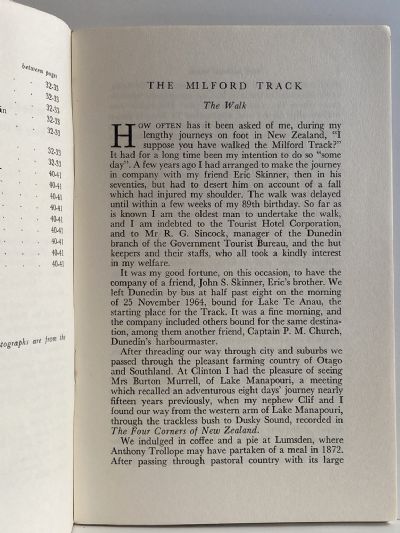 between pages
32-33
32-33
in
32-33
32-33
32-33
32-33
32-33
40-41
40-41
40-41
40-41
40-41
40-41
40-41
40-41
tographs are from the
THE MILFORD TRACK
The Walk
HOW OFTEN has it been asked of me, during my
lengthy journeys on foot in New Zealand, "I
suppose you have walked the Milford Track?"
It had for a long time been my intention to do so "some
day". A few years ago I had arranged to make the journey
in company with my friend Eric Skinner, then in his
seventies, but had to desert him on account of a fall
which had injured my shoulder. The walk was delayed
until within a few weeks of my 89th birthday. So far as
is known I am the oldest man to undertake the walk,
and I am indebted to the Tourist Hotel Corporation,
and to Mr R. G. Sincock, manager of the Dunedin
branch of the Government Tourist Bureau, and the hut
keepers and their staffs, who all took a kindly interest
in my welfare.
It was my good fortune, on this occasion, to have the
company of a friend, John S. Skinner, Eric's brother. We
left Dunedin by bus at half past eight on the morning
of 25 November 1964, bound for Lake Te Anau, the
starting place for the Track. It was a fine morning, and
the company included others bound for the same destina-
tion, among them another friend, Captain P. M. Church,
Dunedin's harbourmaster.
After threading our way through city and suburbs we
passed through the pleasant farming country of Otago
and Southland. At Clinton I had the pleasure of seeing
Mrs Burton Murrell, of Lake Manapouri, a meeting
which recalled an adventurous eight days' journey nearly
fifteen years previously, when my nephew Clif and I
found our way from the western arm of Lake Manapouri,
through the trackless bush to Dusky Sound, recorded in
The Four Corners of New Zealand.
We indulged in coffee and a pie at Lumsden, where
Anthony Trollope may have partaken of a meal in 1872.
After passing through pastoral country with its large